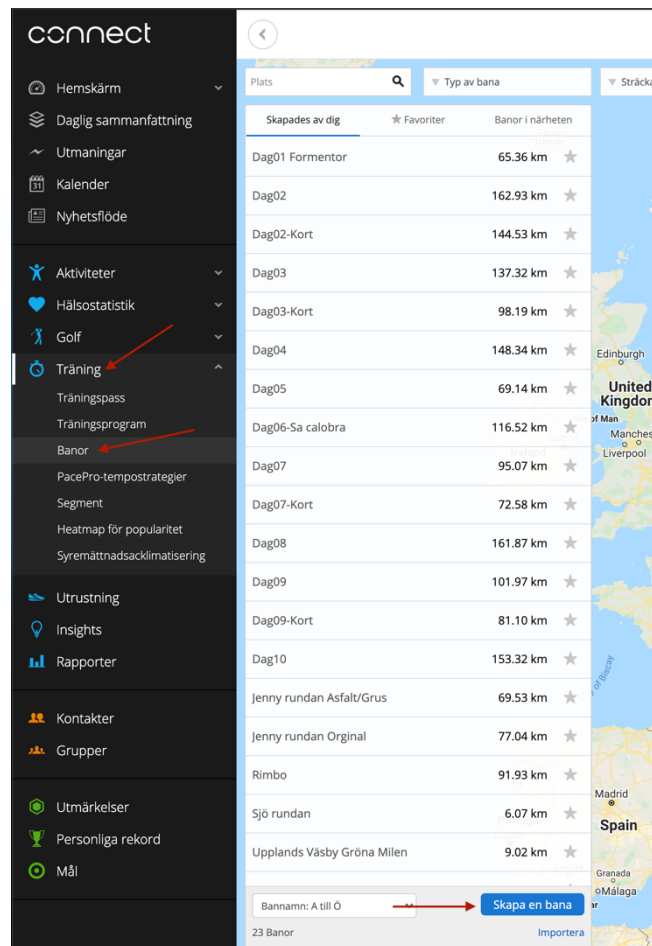 connect
Hemskärm
Daglig sammanfattning
Utmaningar
31
Kalender
Nyhetsflöde
Aktiviteter
Hälsostatistik
Golf
Träning
Träningspass
Träningsprogram
Banor
PacePro-tempostrategier
Segment
Heatmap för popularitet
Syremättnadsacklimatisering
Utrustning
Insights
Rapporter
Kontakter
Grupper
Utmärkelser
Personliga rekord
Mål
Plats
Typ av bana
Sträcka
Skapades av dig
Favoriter
Banor i närheten
Dag01 Formentor 65.36 km
Dag02 162.93 km
Dag02-Kort 144.53 km
Dag03 137.32 km
Dag03-Kort 98.19 km
Dag04 148.34 km
Dag05 69.14 km
Dag06-Sa calobra 116.52 km
Dag07 95.07 km
Dag07-Kort 72.58 km
Dag08 161.87 km
Dag09 101.97 km
Dag09-Kort 81.10 km
Dag10 153.32 km
Jenny rundan Asfalt/Grus 69.53 km
Jenny rundan Orginal 77.04 km
Rimbo 91.93 km
Sjö rundan 6.07 km
Upplands Väsby Gröna Milen 9.02 km
Bannamn: A till Ö
Skapa en bana
23 Banor
Importera
Edinburgh
United
Kingdom
of Man
Manches
Liverpool
Ireland
of Biscay
Madrid
Spain
Granada
Málaga